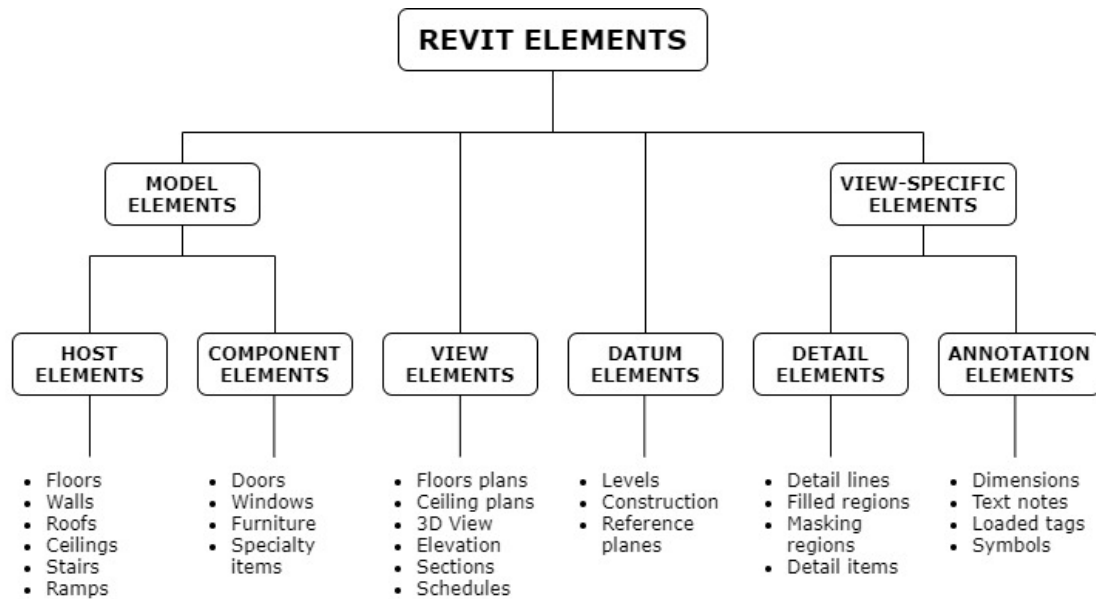 REVIT ELEMENTS
MODEL
ELEMENTS
VIEW-SPECIFIC
ELEMENTS
HOST
ELEMENTS
COMPONENT
ELEMENTS
VIEW
ELEMENTS
DATUM
ELEMENTS
DETAIL
ELEMENTS
ANNOTATION
ELEMENTS
• Floors
• Walls
• Roofs
• Ceilings
• Stairs
• Ramps
• Doors
• Windows
• Furniture
• Specialty
items
• Floors plans
• Ceiling plans
• 3D View
• Elevation
• Sections
• Schedules
• Levels
• Construction
• Reference
planes
• Detail lines
• Filled regions
• Masking
regions
• Detail items
• Dimensions
• Text notes
• Loaded tags
• Symbols